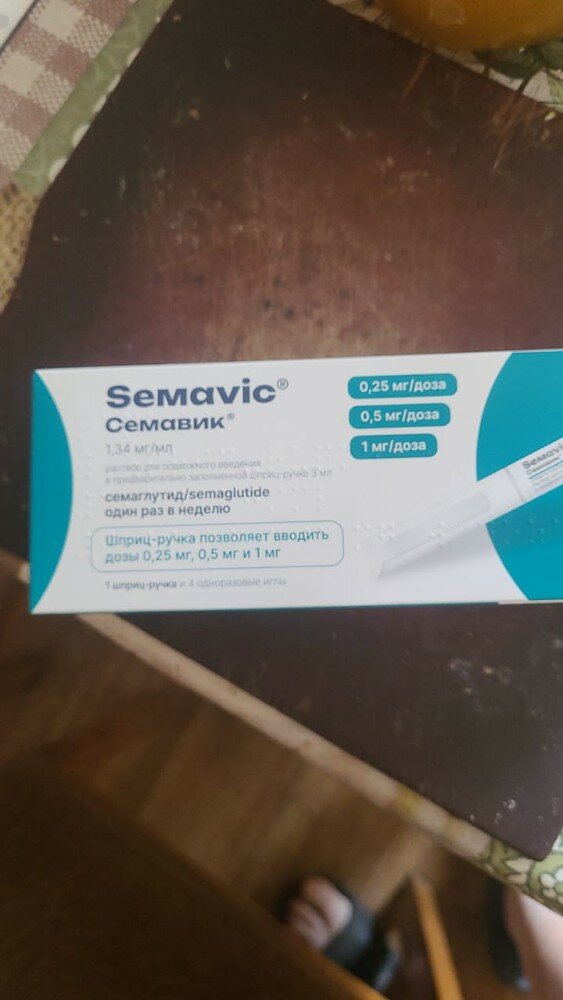 Semavic®
Семавик®
1,34 мг/мл
раствор для подкожного введения
в предварительно заполненной шприц-ручке 3 мл
семаглутид/semaglutide
один раз в неделю
Шприц-ручка позволяет вводить
дозы 0,25 мг, 0,5 мг и 1 мг
1 шприц-ручка и 4 одноразовые иглы
0,25 мг/доза
0,5 мг/доза
1 мг/доза
Семавик